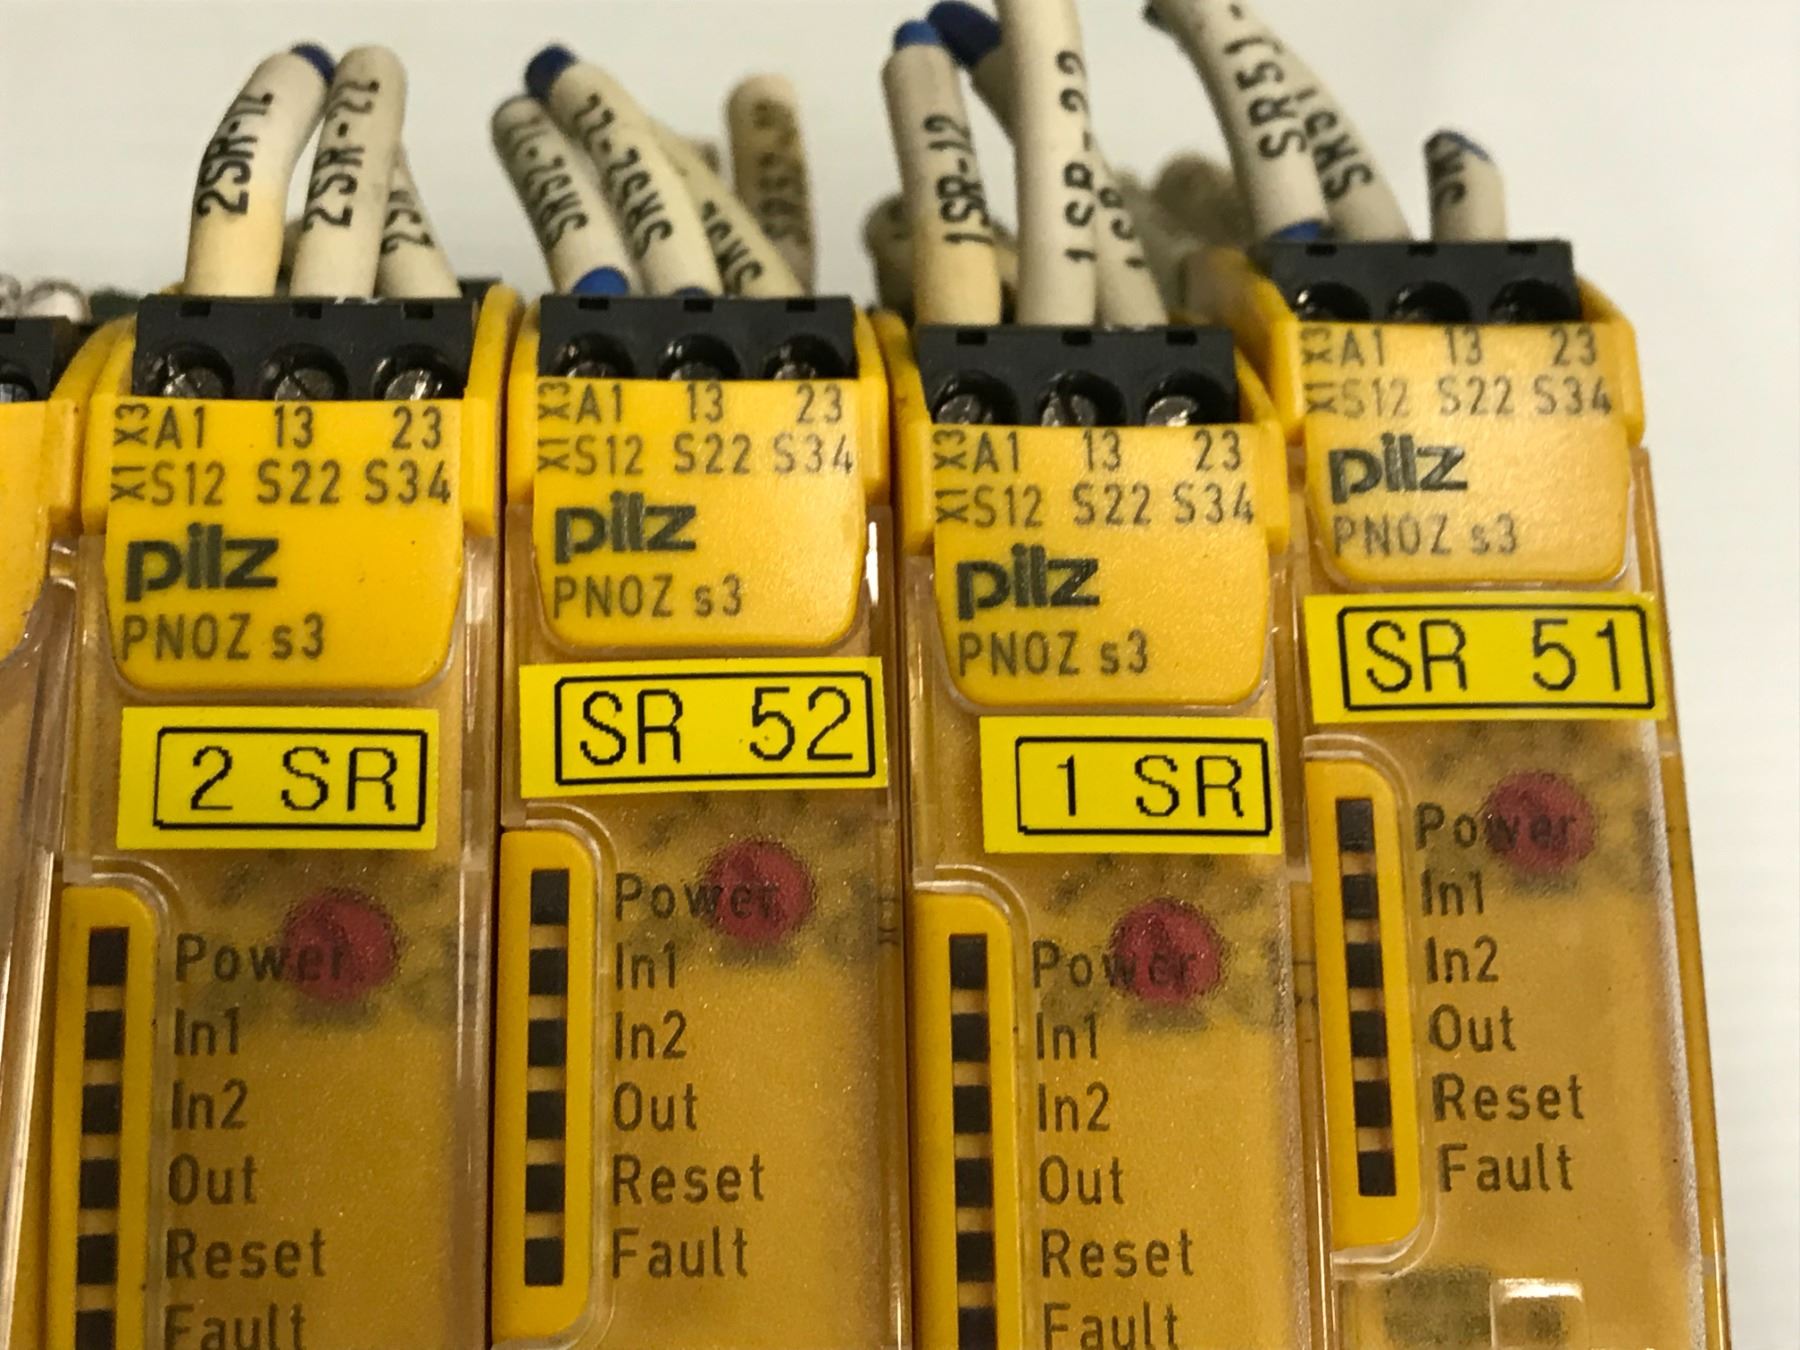 2SR-12
2SR-22
1SR-12
X3 A1 13 23
X1 S12 S22 S34
pilz
PNOZ s3
2 SR
Power
In1
In2
Out
Reset
Fault
X3 A1 13 23
X1 S12 S22 S34
pilz
PNOZ s3
SR 52
Power
In1
In2
Out
Reset
Fault
X3 A1 13 23
X1 S12 S22 S34
pilz
PNOZ s3
1 SR
Power
In1
In2
Out
Reset
Fault
X3 A1 13 23
X1 S12 S22 S34
pilz
PNOZ s3
SR 51
Power
In1
In2
Out
Reset
Fault